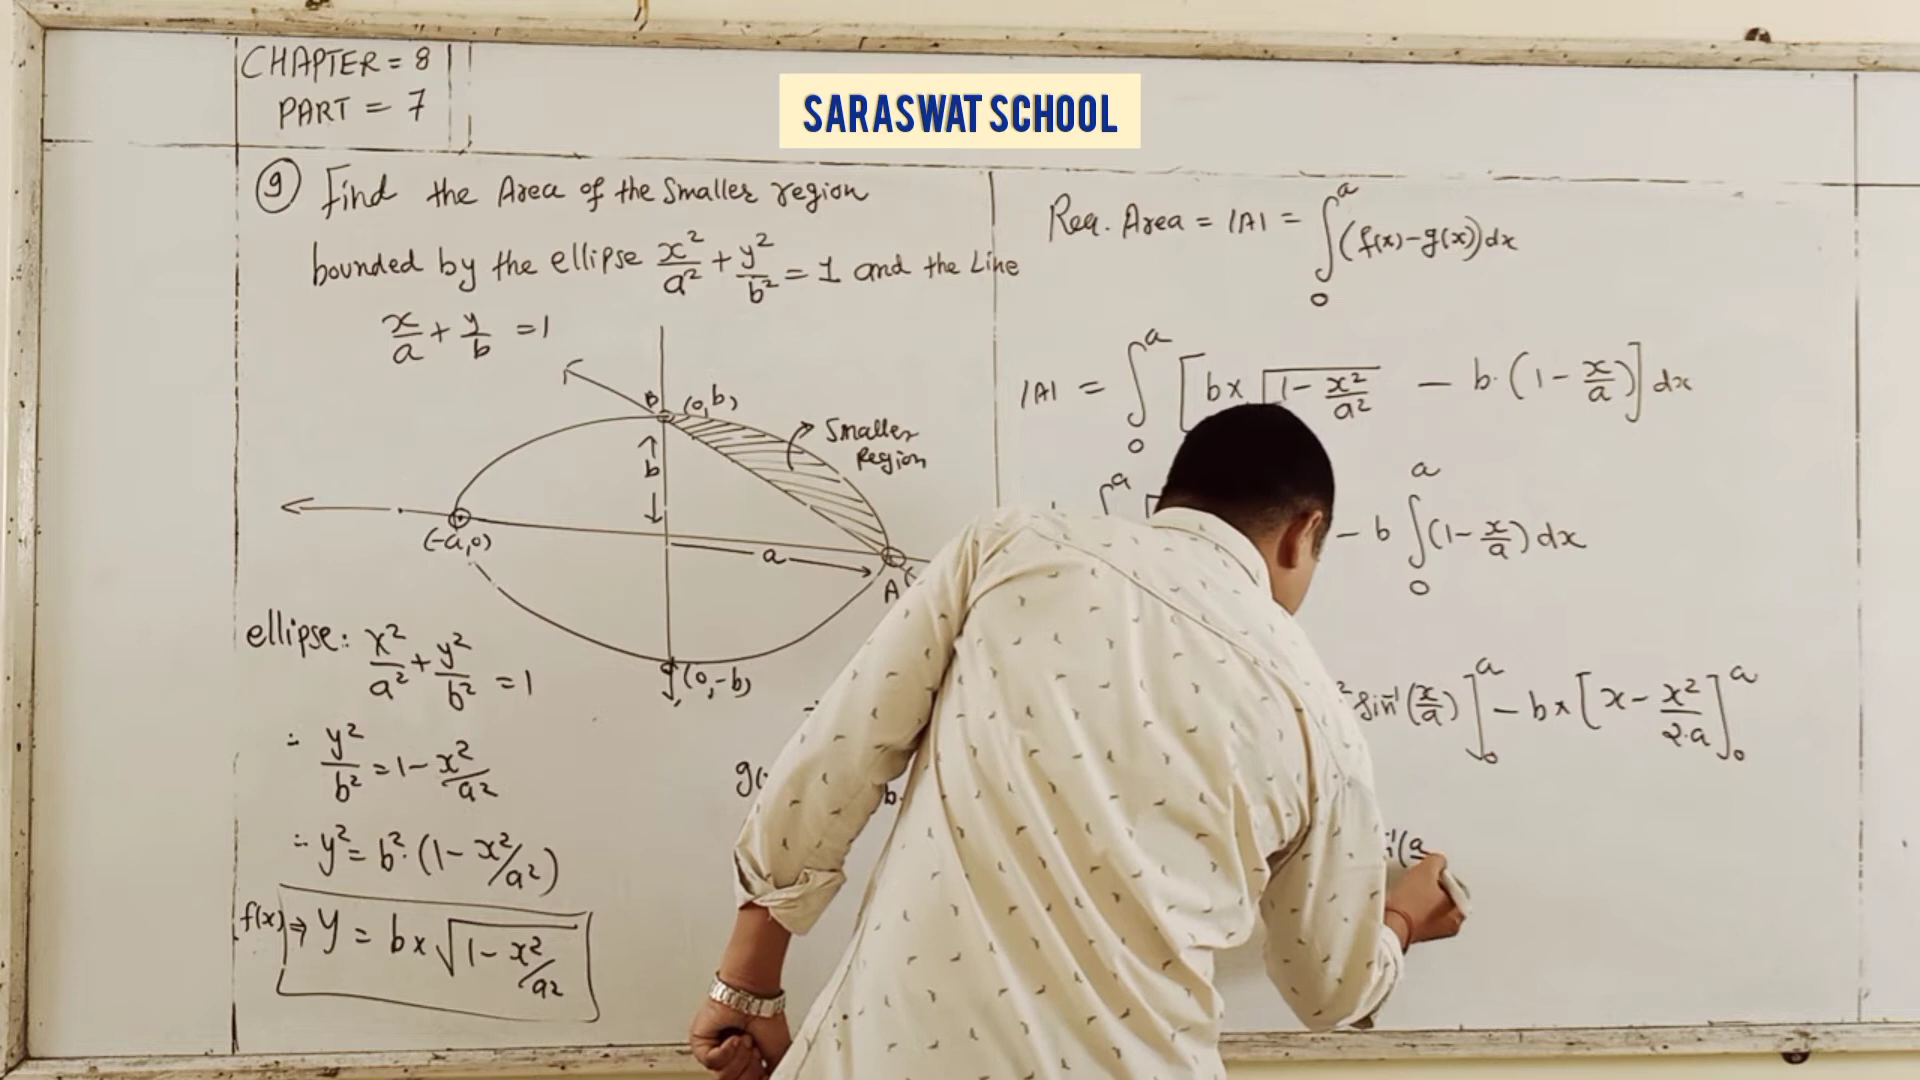 CHAPTER = 8
PART = 7
SARASWAT SCHOOL
⑨ Find the Area of the Smaller region
bounded by the ellipse x²/a² + y²/b² = 1 and the Line
x/a + y/b = 1
B (0,b)
Smaller
Region
b
(-a,0)
a
A
(0,-b)
ellipse: x²/a² + y²/b² = 1
∴ y²/b² = 1 - x²/a²
∴ y² = b²·(1 - x²/a²)
f(x) ⇒ y = b×√(1 - x²/a²)
g(
b.
Req. Area = |A| = ∫₀ᵃ (f(x)-g(x)) dx
|A| = ∫₀ᵃ [b×√(1 - x²/a²) - b·(1 - x/a)] dx
- b ∫₀ᵃ (1 - x/a) dx
sin⁻¹(x/a)]₀ᵃ - b×[x - x²/2·a]₀ᵃ